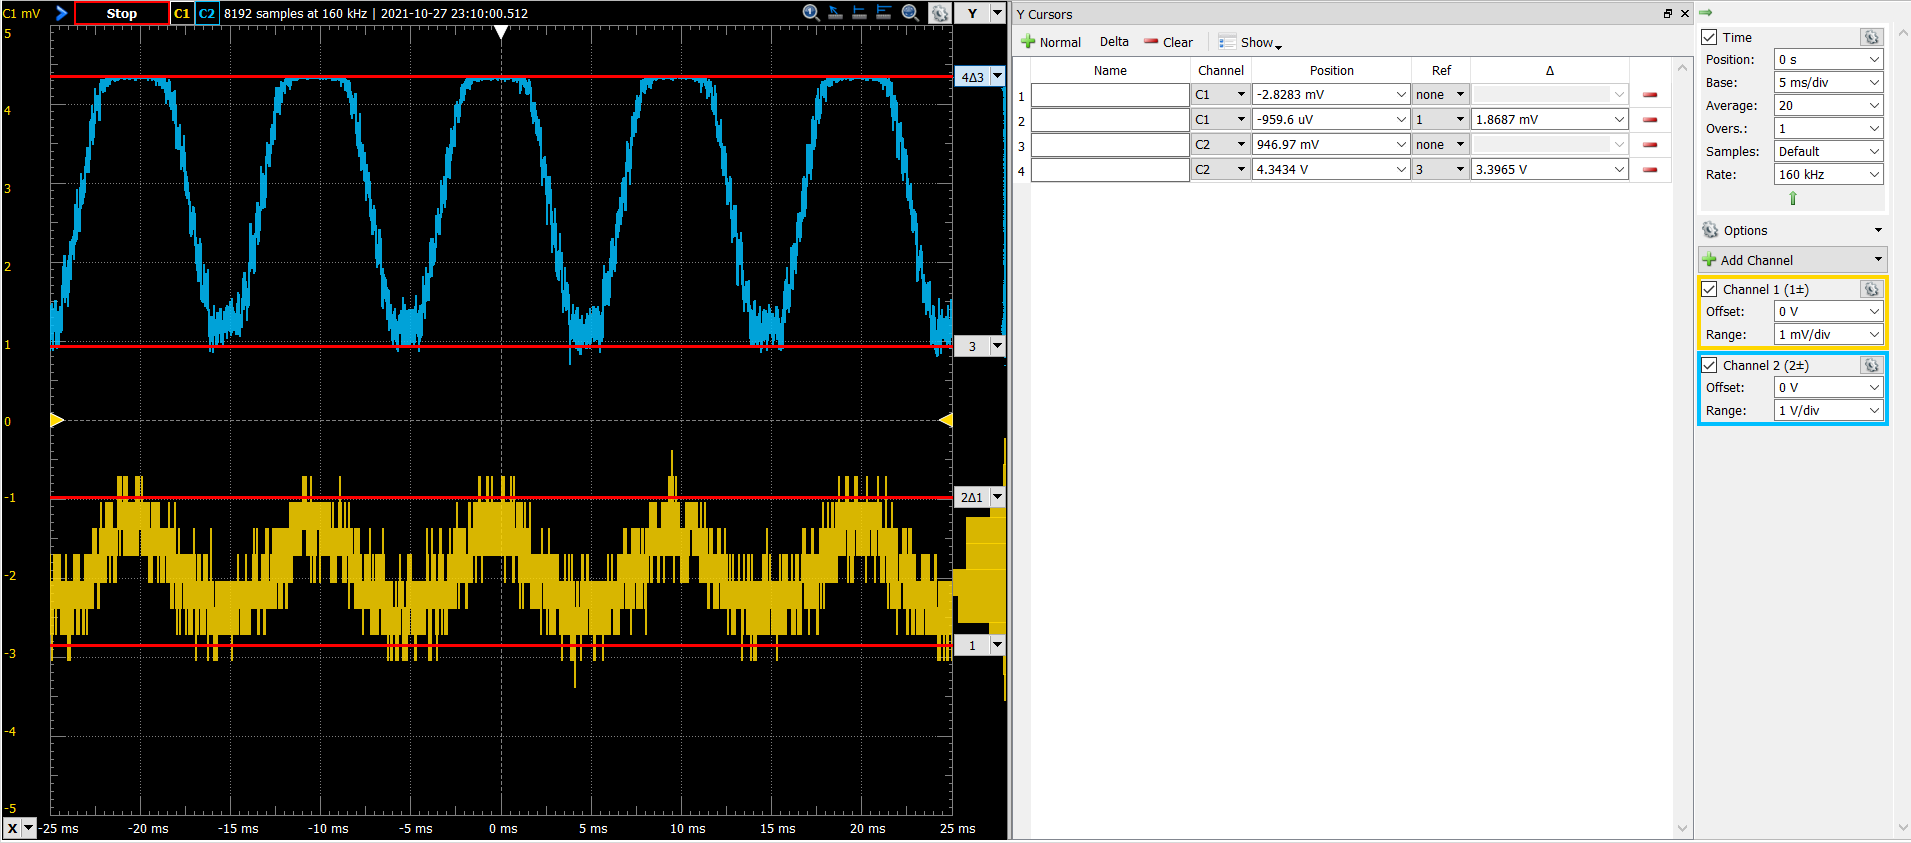 C1 mV Stop C1 C2 8192 samples at 160 kHz | 2021-10-27 23:10:00.512 Y
5
4
3
2
1
0
-1
-2
-3
-4
-5
4Δ3
3
2Δ1
1
X -25 ms -20 ms -15 ms -10 ms -5 ms 0 ms 5 ms 10 ms 15 ms 20 ms 25 ms
Y Cursors
Normal Delta Clear Show
Name Channel Position Ref Δ
1 C1 -2.8283 mV none
2 C1 -959.6 uV 1 1.8687 mV
3 C2 946.97 mV none
4 C2 4.3434 V 3 3.3965 V
Time
Position: 0 s
Base: 5 ms/div
Average: 20
Overs.: 1
Samples: Default
Rate: 160 kHz
Options
Add Channel
Channel 1 (1±)
Offset: 0 V
Range: 1 mV/div
Channel 2 (2±)
Offset: 0 V
Range: 1 V/div